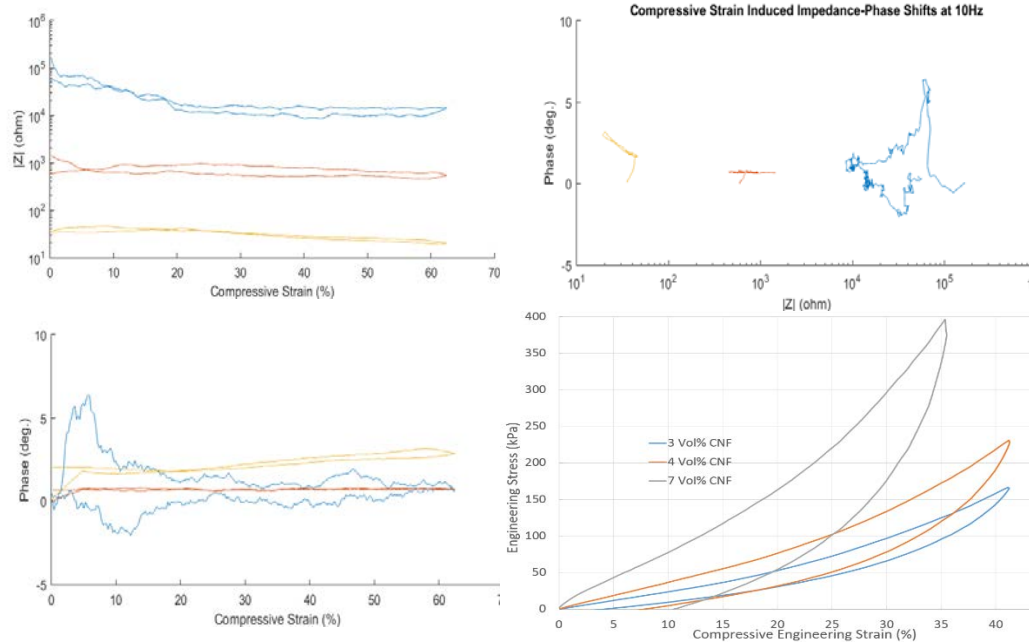 10^6
10^5
10^4
10^3
10^2
10^1
|Z| (ohm)
0 10 20 30 40 50 60 70
Compressive Strain (%)
Compressive Strain Induced Impedance-Phase Shifts at 10Hz
10
5
0
-5
Phase (deg.)
10^1 10^2 10^3 10^4 10^5
|Z| (ohm)
10
5
0
-5
Phase (deg.)
0 10 20 30 40 50 60 70
Compressive Strain (%)
400
350
300
250
200
150
100
50
0
Engineering Stress (kPa)
3 Vol% CNF
4 Vol% CNF
7 Vol% CNF
0 5 10 15 20 25 30 35 40
Compressive Engineering Strain (%)